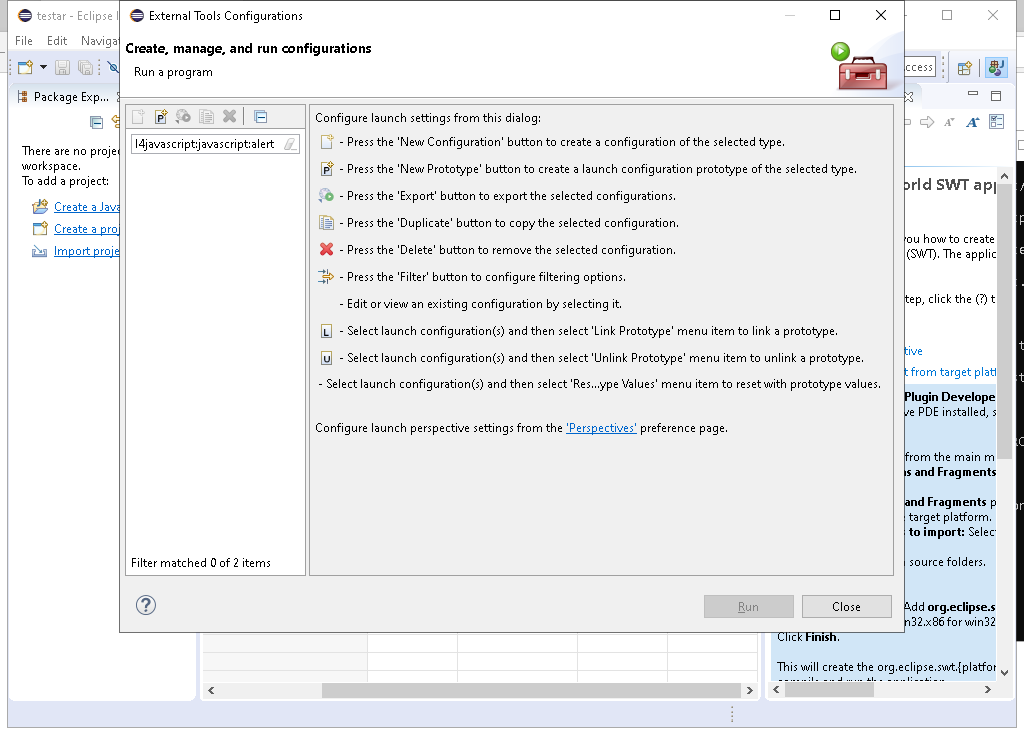 testar - Eclipse
External Tools Configurations
File Edit Navigat
Create, manage, and run configurations
Run a program
ccess
Package Exp...
There are no proje
workspace.
To add a project:
Create a Java
Create a proj
Import proje
l4javascript:javascript:alert
Filter matched 0 of 2 items
Configure launch settings from this dialog:
- Press the 'New Configuration' button to create a configuration of the selected type.
- Press the 'New Prototype' button to create a launch configuration prototype of the selected type.
- Press the 'Export' button to export the selected configurations.
- Press the 'Duplicate' button to copy the selected configuration.
- Press the 'Delete' button to remove the selected configuration.
- Press the 'Filter' button to configure filtering options.
- Edit or view an existing configuration by selecting it.
- Select launch configuration(s) and then select 'Link Prototype' menu item to link a prototype.
- Select launch configuration(s) and then select 'Unlink Prototype' menu item to unlink a prototype.
- Select launch configuration(s) and then select 'Res...ype Values' menu item to reset with prototype values.
Configure launch perspective settings from the 'Perspectives' preference page.
Run
Close
orld SWT app
you how to create
(SWT). The applic
tep, click the (?) t
tive
t from target platf
Plugin Develope
ve PDE installed, s
from the main m
ns and Fragments
and Fragments p
target platform.
to import: Selec
source folders.
Add org.eclipse.s
n32.x86 for win32
Click Finish.
This will create the org.eclipse.swt.{platfor
compile and run the application